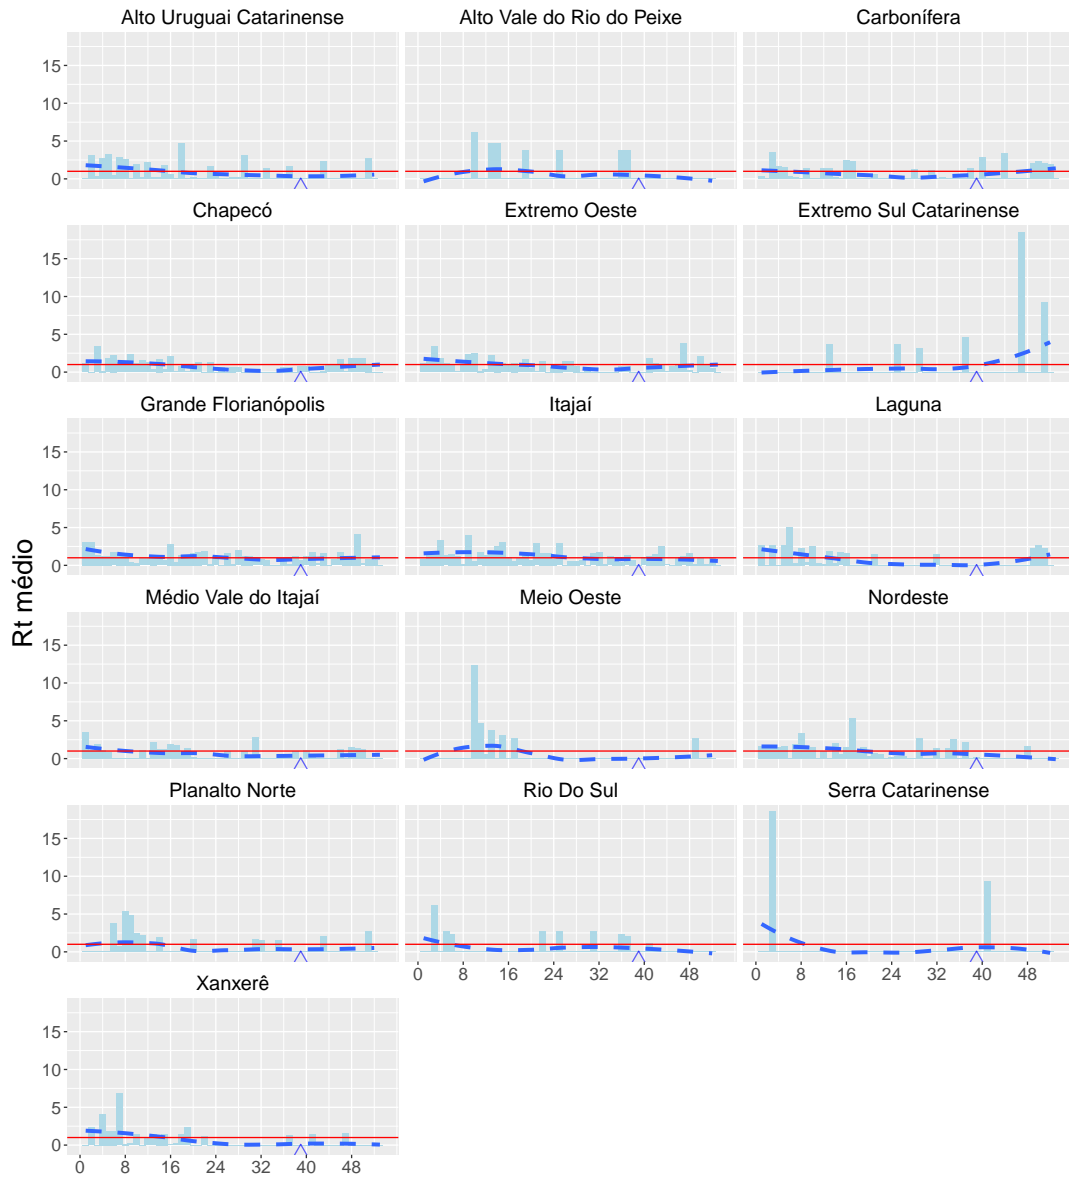 Alto Uruguai Catarinense Alto Vale do Rio do Peixe Carbonífera
15
10
5
0
Chapecó Extremo Oeste Extremo Sul Catarinense
15
10
5
0
Grande Florianópolis Itajaí Laguna
15
10
5
0
Rt médio
Médio Vale do Itajaí Meio Oeste Nordeste
15
10
5
0
Planalto Norte Rio Do Sul Serra Catarinense
15
10
5
0
0 8 16 24 32 40 48 0 8 16 24 32 40 48
Xanxerê
15
10
5
0
0 8 16 24 32 40 48